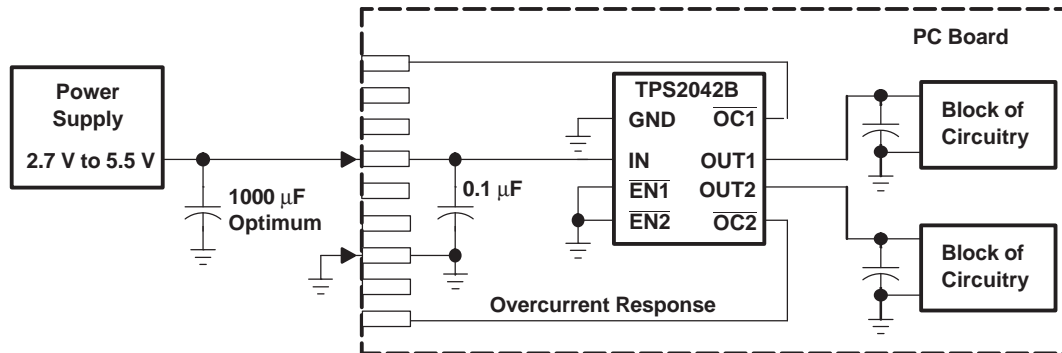 PC Board
Power
Supply
2.7 V to 5.5 V
1000 μF
Optimum
0.1 μF
TPS2042B
GND
OC1
IN
OUT1
EN1
OUT2
EN2
OC2
Block of
Circuitry
Block of
Circuitry
Overcurrent Response